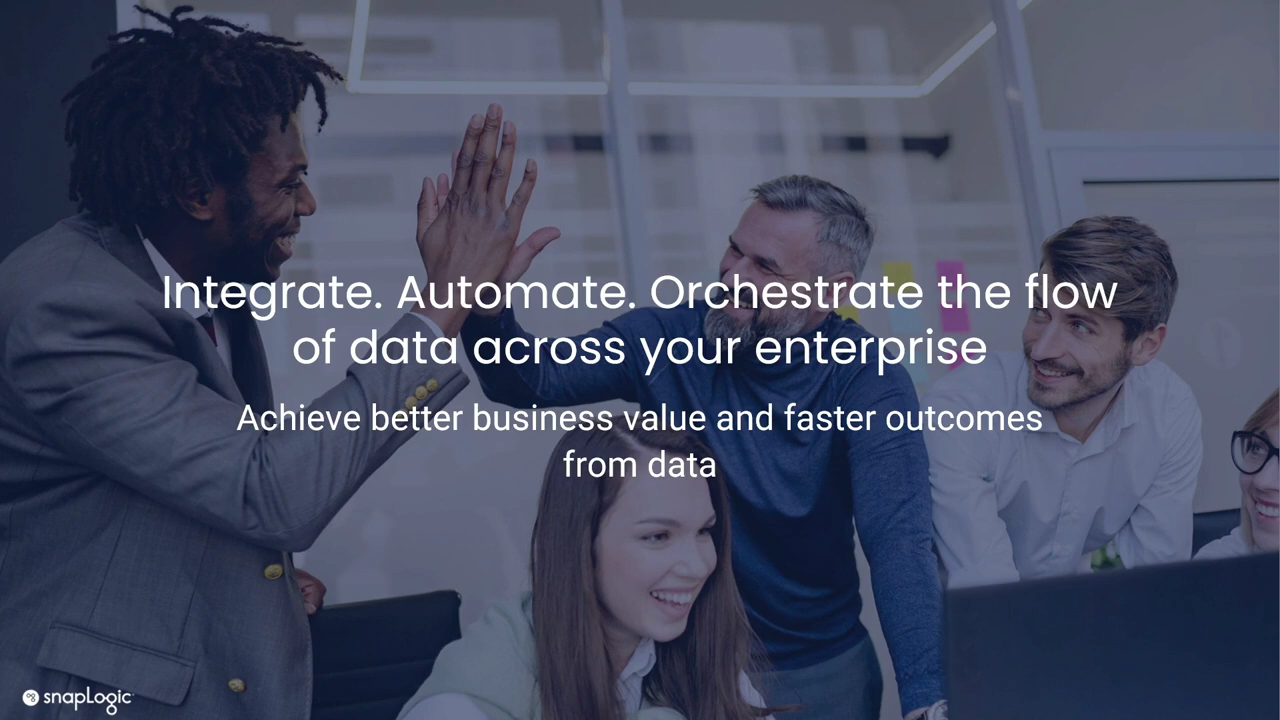 Integrate. Automate. Orchestrate the flow
of data across your enterprise
Achieve better business value and faster outcomes
from data
snapLogic